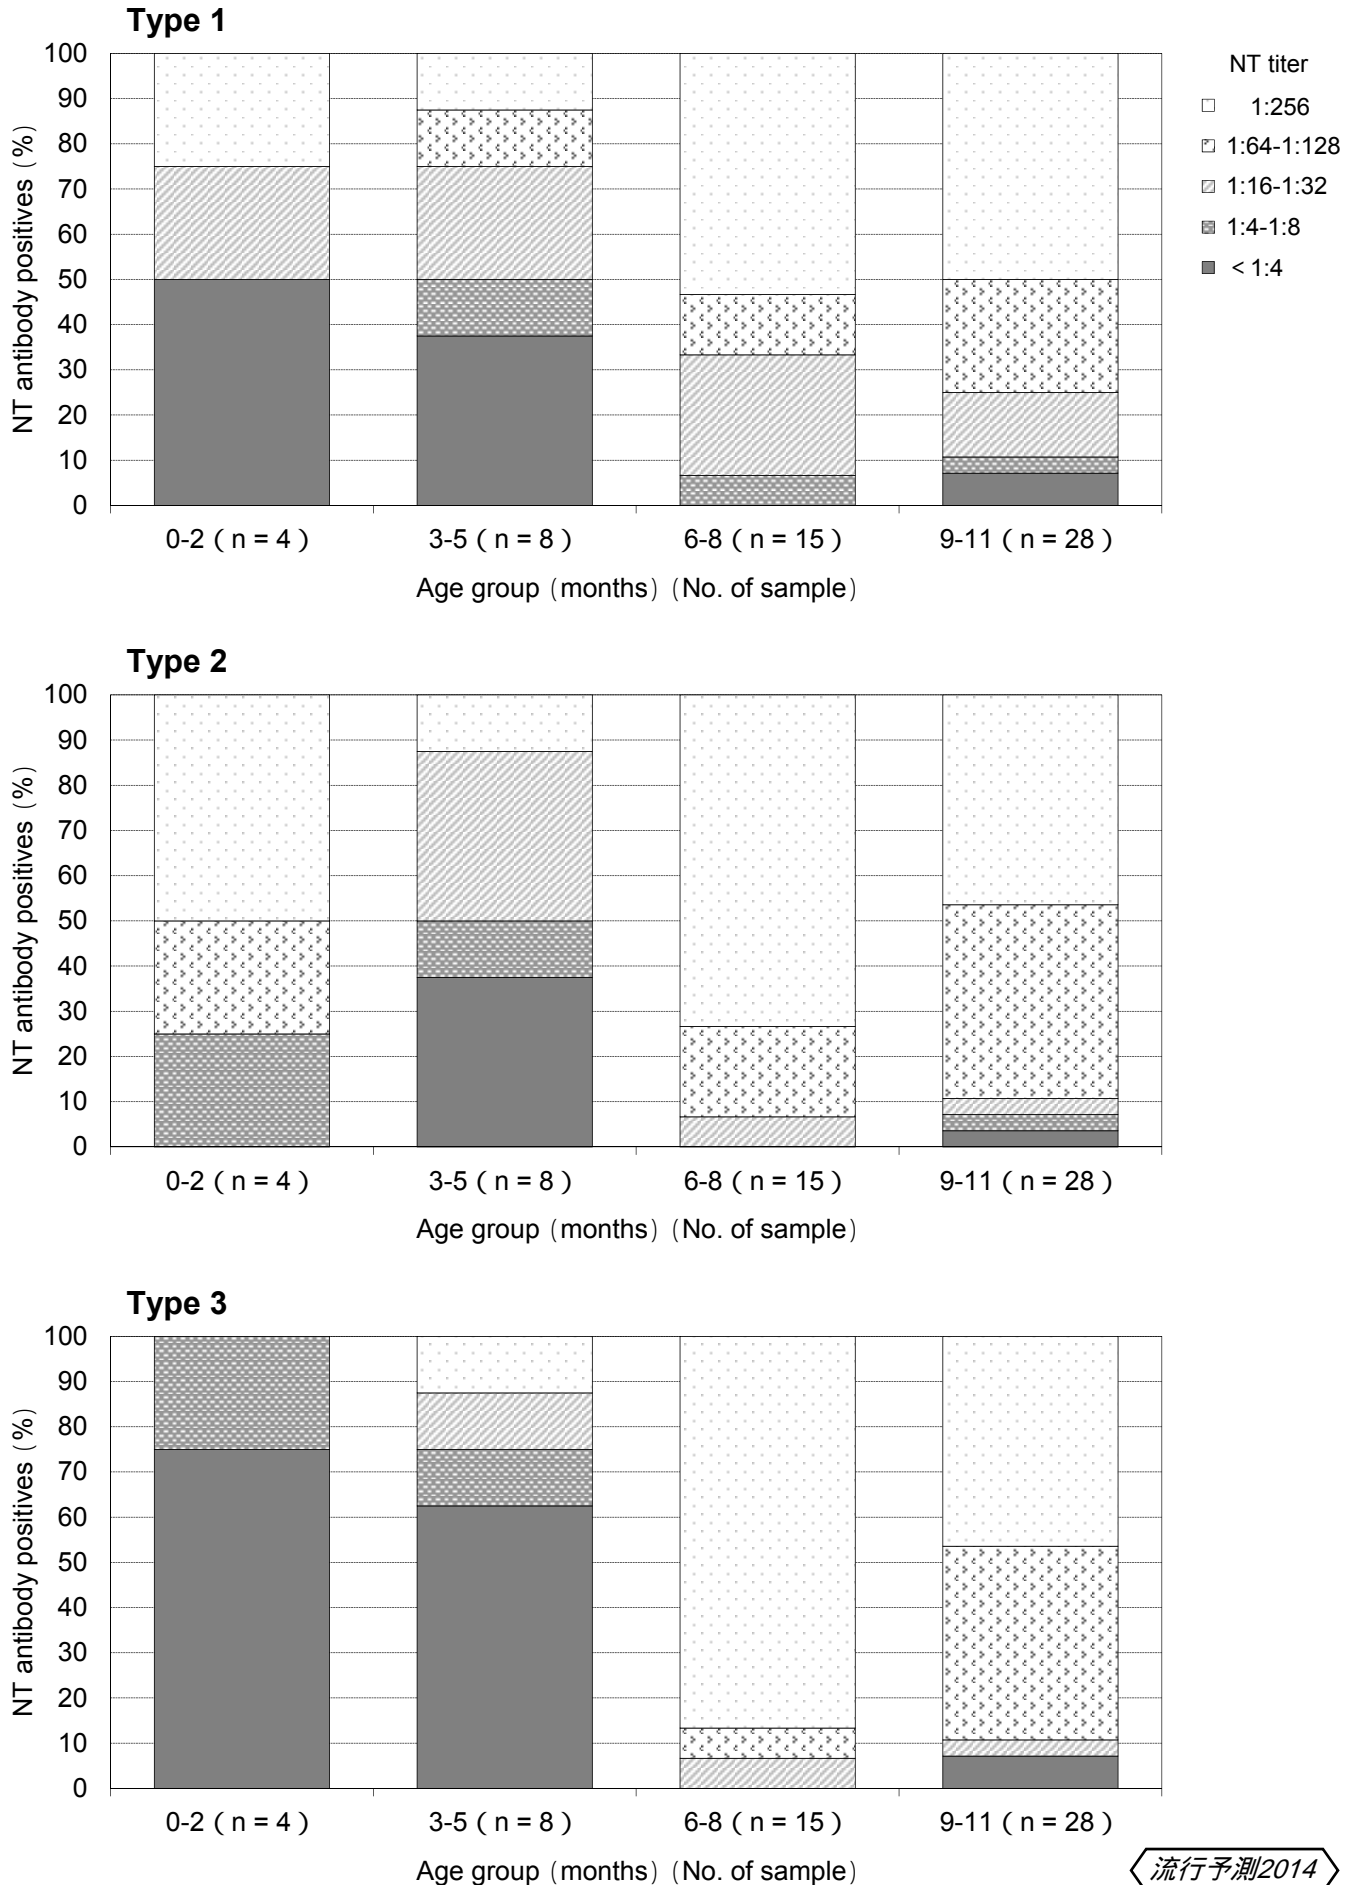 Type 1
NT antibody positives (%)
100
90
80
70
60
50
40
30
20
10
0
0-2 ( n = 4 )
3-5 ( n = 8 )
6-8 ( n = 15 )
9-11 ( n = 28 )
Age group (months) (No. of sample)
NT titer
1:256
1:64-1:128
1:16-1:32
1:4-1:8
< 1:4
Type 2
NT antibody positives (%)
100
90
80
70
60
50
40
30
20
10
0
0-2 ( n = 4 )
3-5 ( n = 8 )
6-8 ( n = 15 )
9-11 ( n = 28 )
Age group (months) (No. of sample)
Type 3
NT antibody positives (%)
100
90
80
70
60
50
40
30
20
10
0
0-2 ( n = 4 )
3-5 ( n = 8 )
6-8 ( n = 15 )
9-11 ( n = 28 )
Age group (months) (No. of sample)
流行予測2014